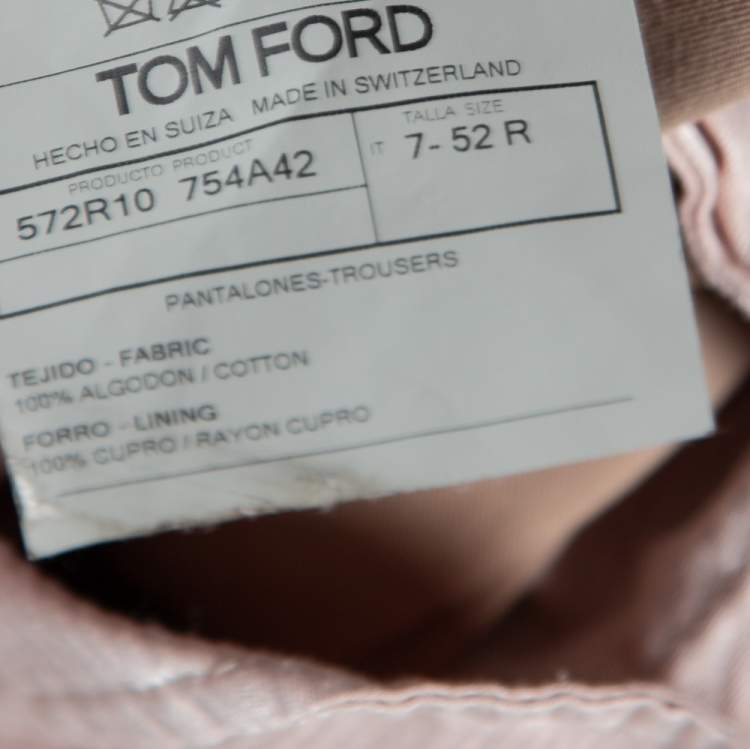 TOM FORD
HECHO EN SUIZA MADE IN SWITZERLAND
PRODUCTO PRODUCT
572R10 754A42
TALLA SIZE
IT 7- 52 R
PANTALONES-TROUSERS
TEJIDO - FABRIC
100% ALGODON / COTTON
FORRO - LINING
100% CUPRO / RAYON CUPRO